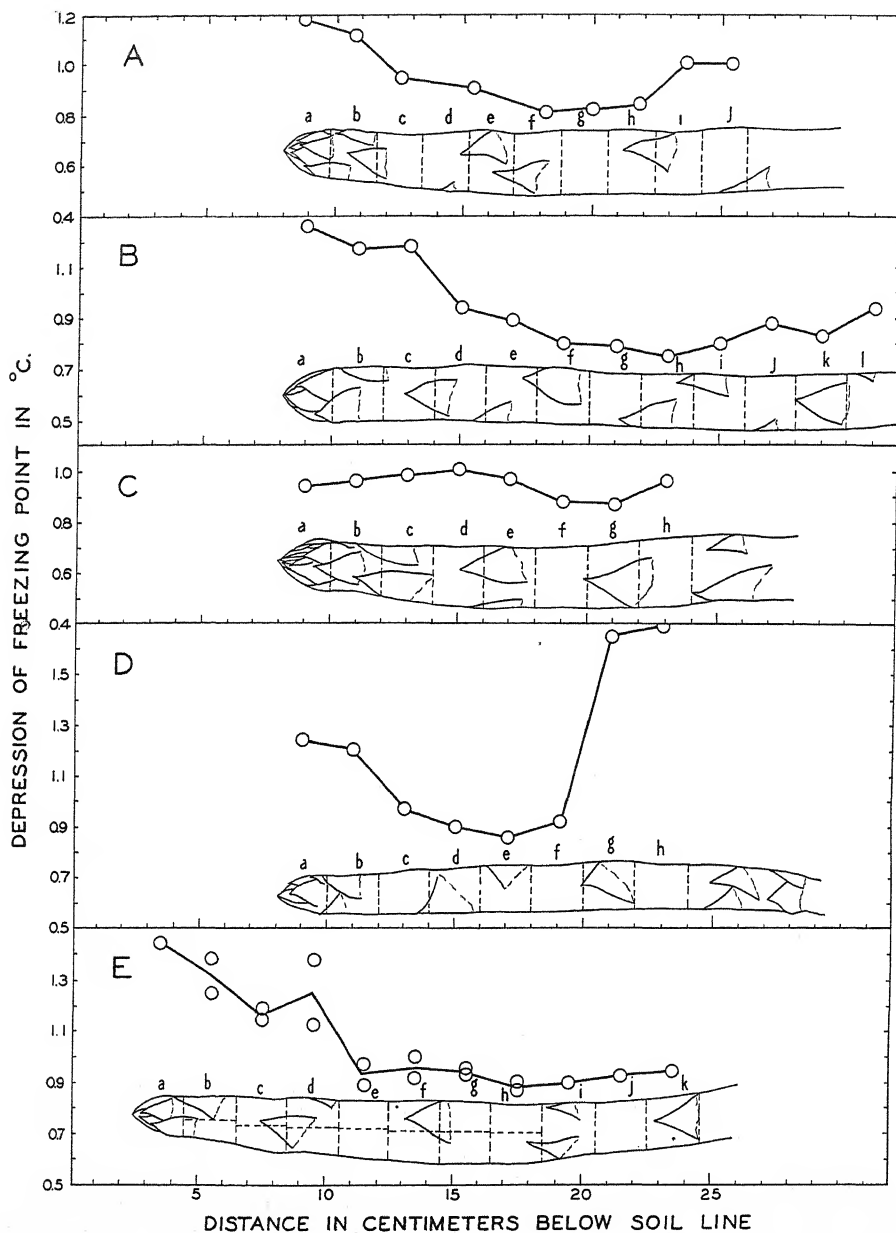 DEPRESSION OF FREEZING POINT IN °C.
A
1.2
1.0
0.8
0.6
0.4
a b c d e f g h i j
B
1.1
0.9
0.7
0.5
a b c d e f g h i j k l
C
1.0
0.8
0.6
0.4
a b c d e f g h
D
1.5
1.3
1.1
0.9
0.7
0.5
a b c d e f g h
E
1.3
1.1
0.9
0.7
0.5
a b c d e f g h i j k
5 10 15 20 25
DISTANCE IN CENTIMETERS BELOW SOIL LINE